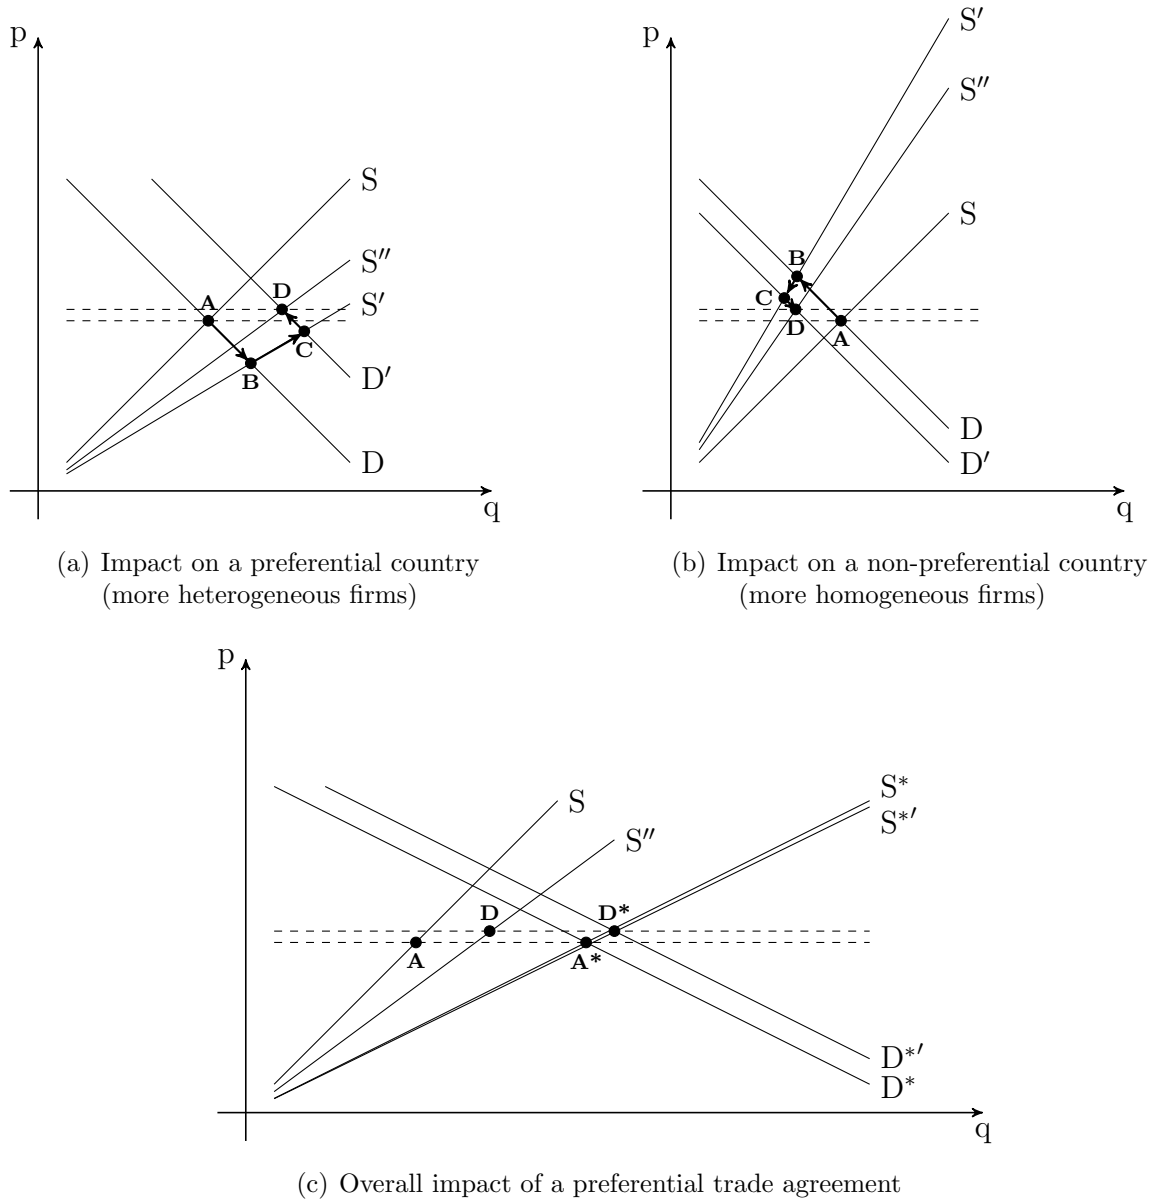 p
S
S″
A
D
S′
C
B
D′
D
q
(a) Impact on a preferential country
(more heterogeneous firms)
p
S′
S″
S
B
C
D
A
D
D′
q
(b) Impact on a non-preferential country
(more homogeneous firms)
p
S
S*
S*′
S″
D
D*
A
A*
D*′
D*
q
(c) Overall impact of a preferential trade agreement